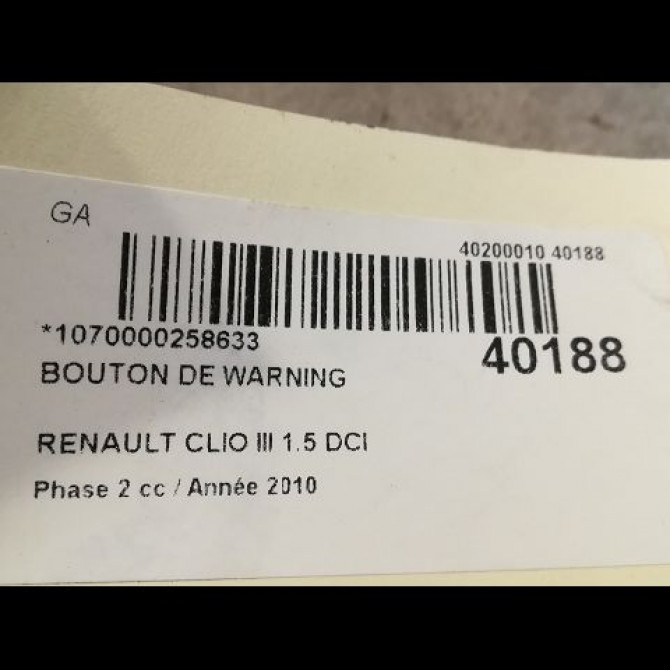 GA
40200010 40188
*1070000258633
40188
BOUTON DE WARNING
RENAULT CLIO III 1.5 DCI
Phase 2 cc / Année 2010